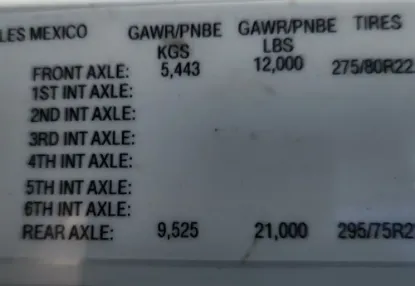 LES MEXICO GAWR/PNBE GAWR/PNBE TIRES
KGS LBS
FRONT AXLE: 5,443 12,000 275/80R22
1ST INT AXLE:
2ND INT AXLE:
3RD INT AXLE:
4TH INT AXLE:
5TH INT AXLE:
6TH INT AXLE:
REAR AXLE: 9,525 21,000 295/75R2